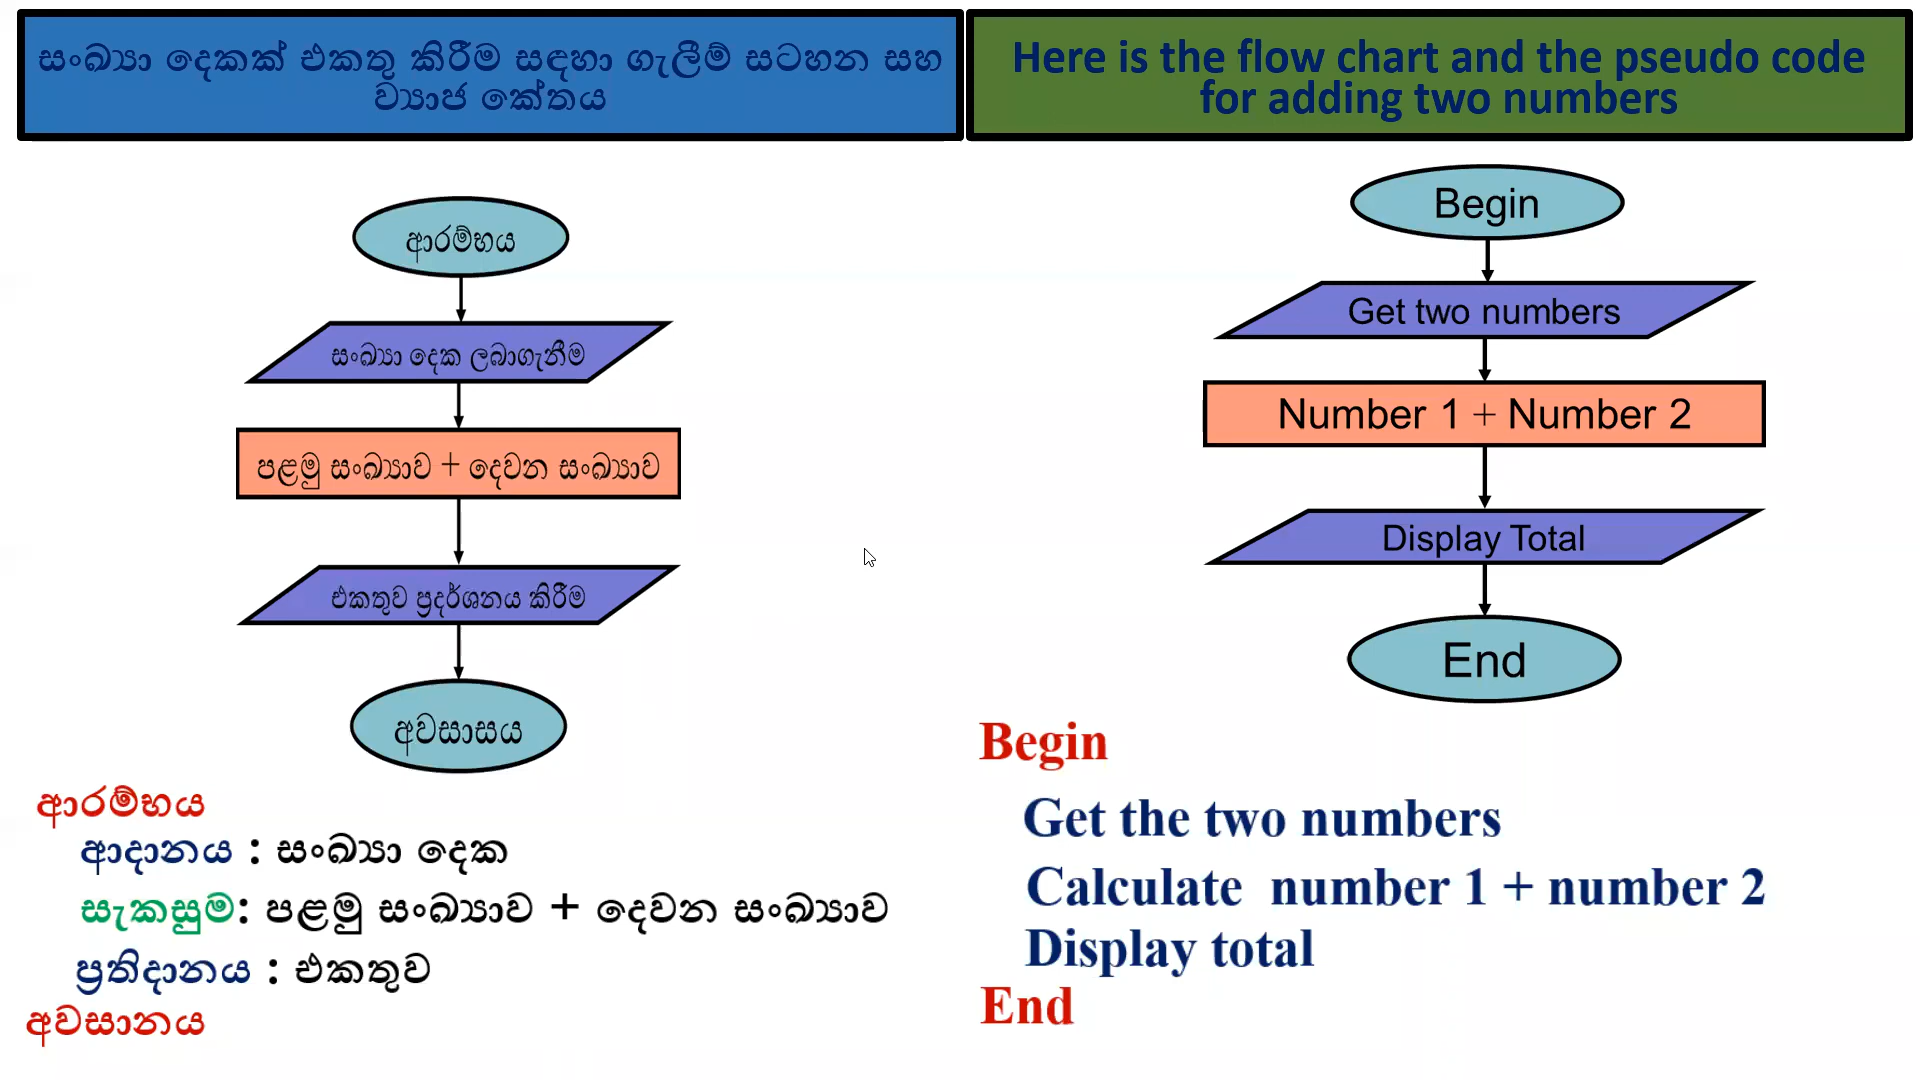 සංඛ්‍යා දෙකක් එකතු කිරීම සඳහා ගැලීම් සටහන සහ
ව්‍යාජ කේතය
ආරම්භය
සංඛ්‍යා දෙක ලබාගැනීම
පළමු සංඛ්‍යාව + දෙවන සංඛ්‍යාව
එකතුව ප්‍රදර්ශනය කිරීම
අවසාසය
ආරම්භය
ආදානය : සංඛ්‍යා දෙක
සැකසුම: පළමු සංඛ්‍යාව + දෙවන සංඛ්‍යාව
ප්‍රතිදානය : එකතුව
අවසානය
Here is the flow chart and the pseudo code
for adding two numbers
Begin
Get two numbers
Number 1 + Number 2
Display Total
End
Begin
Get the two numbers
Calculate number 1 + number 2
Display total
End